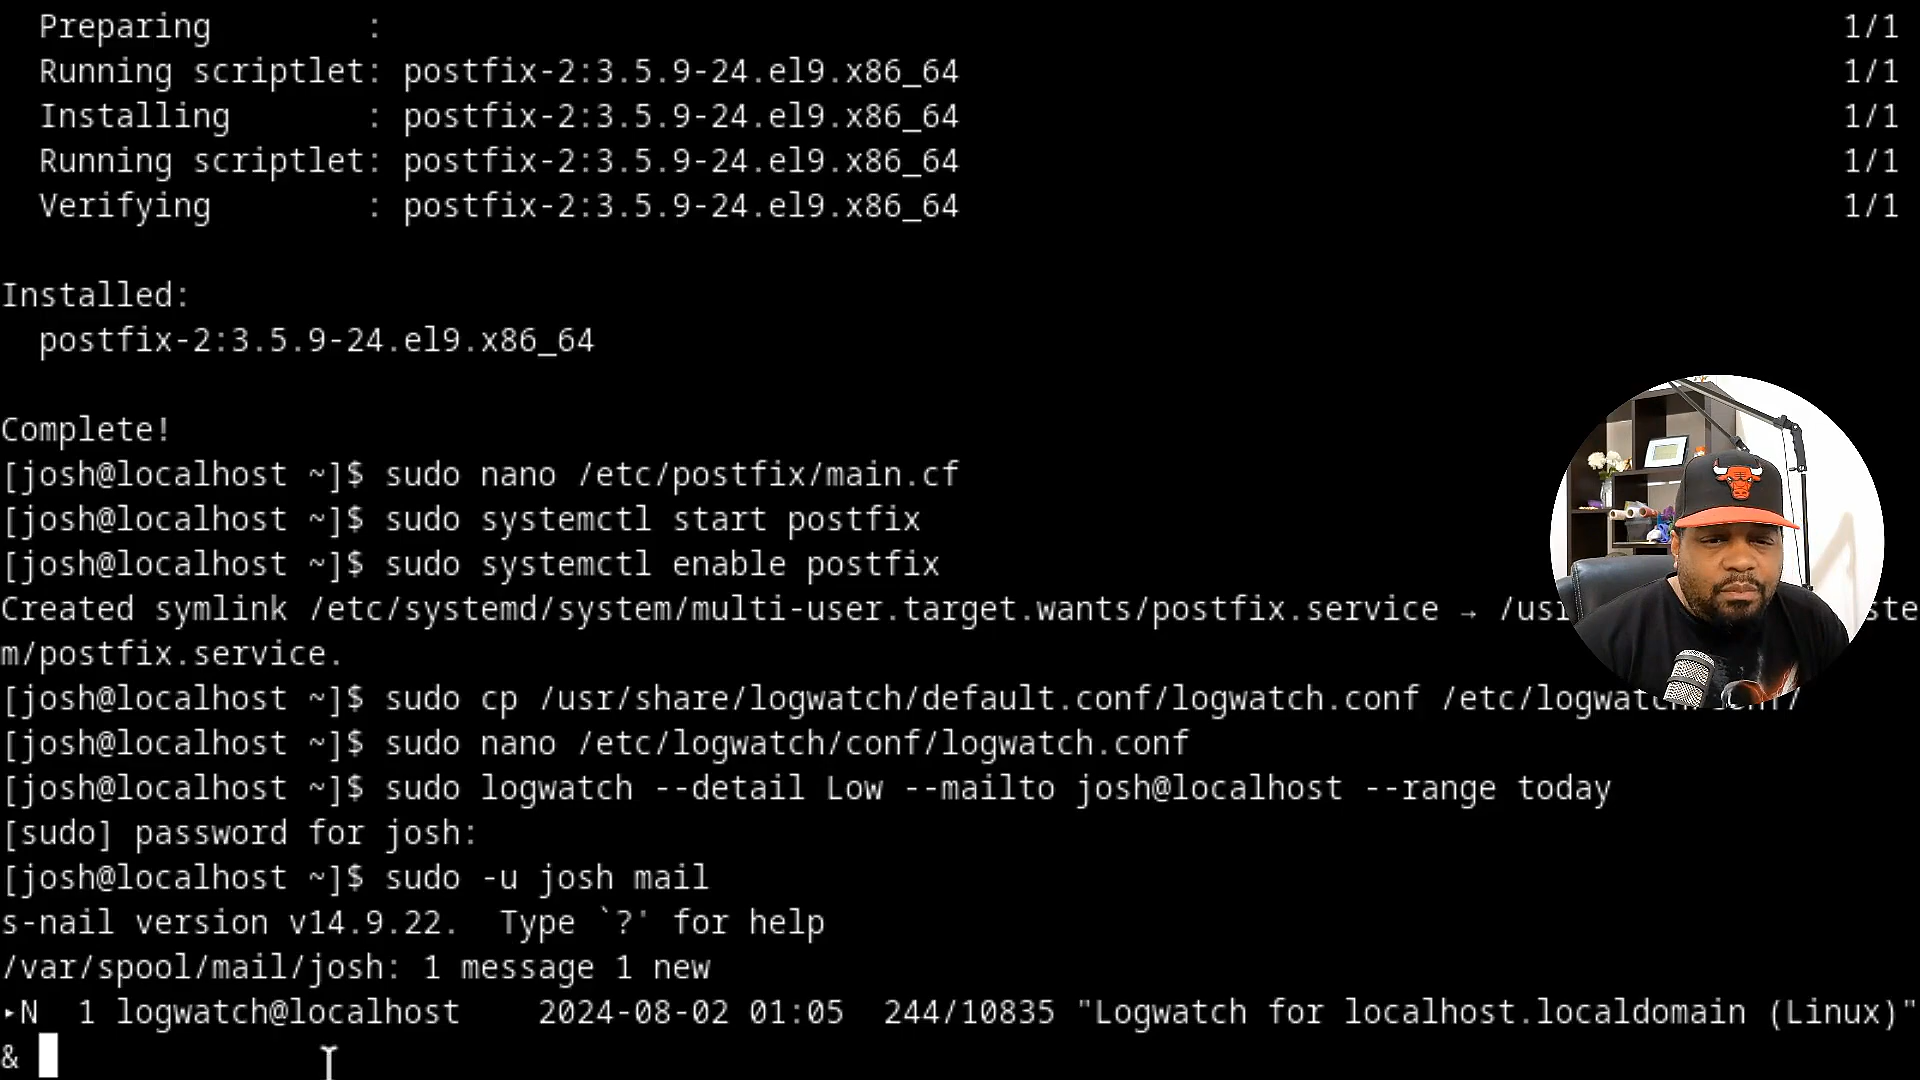 Preparing        :                                                                             1/1
Running scriptlet: postfix-2:3.5.9-24.el9.x86_64                                              1/1
Installing       : postfix-2:3.5.9-24.el9.x86_64                                              1/1
Running scriptlet: postfix-2:3.5.9-24.el9.x86_64                                              1/1
Verifying        : postfix-2:3.5.9-24.el9.x86_64                                              1/1
Installed:
postfix-2:3.5.9-24.el9.x86_64
Complete!
[josh@localhost ~]$ sudo nano /etc/postfix/main.cf
[josh@localhost ~]$ sudo systemctl start postfix
[josh@localhost ~]$ sudo systemctl enable postfix
Created symlink /etc/systemd/system/multi-user.target.wants/postfix.service →
m/postfix.service.
[josh@localhost ~]$ sudo cp /usr/share/logwatch/default.conf/logwatch.conf
[josh@localhost ~]$ sudo nano /etc/logwatch/conf/logwatch.conf
[josh@localhost ~]$ sudo logwatch --detail Low --mailto josh@localhost --range today
[sudo] password for josh:
[josh@localhost ~]$ sudo -u josh mail
s-nail version v14.9.22.  Type `?' for help
/var/spool/mail/josh: 1 message 1 new
▸N  1 logwatch@localhost    2024-08-02 01:05  244/10835 "Logwatch for localhost.localdomain (Linux)"
&